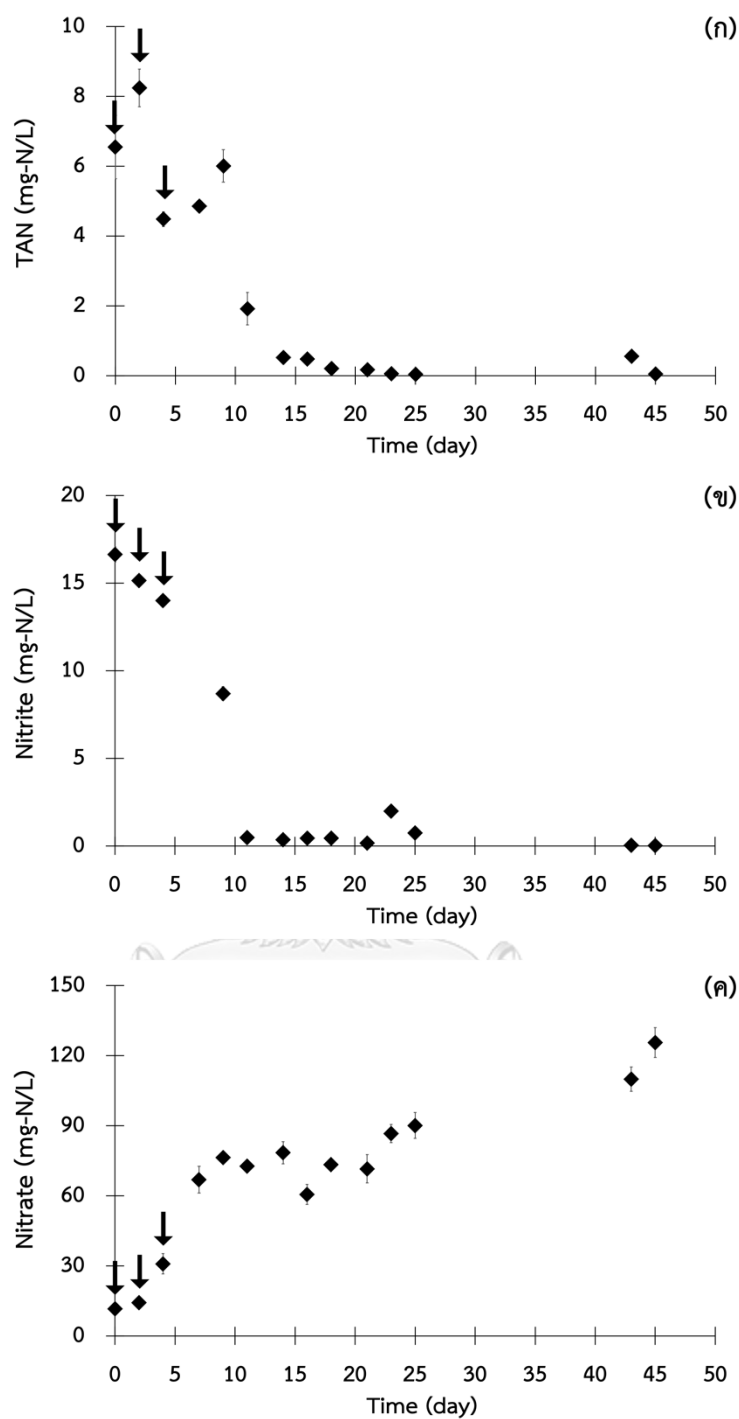 (ก)
10
8
6
4
2
0
TAN (mg-N/L)
0 5 10 15 20 25 30 35 40 45 50
Time (day)
(ข)
20
15
10
5
0
Nitrite (mg-N/L)
0 5 10 15 20 25 30 35 40 45 50
Time (day)
(ค)
150
120
90
60
30
0
Nitrate (mg-N/L)
0 5 10 15 20 25 30 35 40 45 50
Time (day)